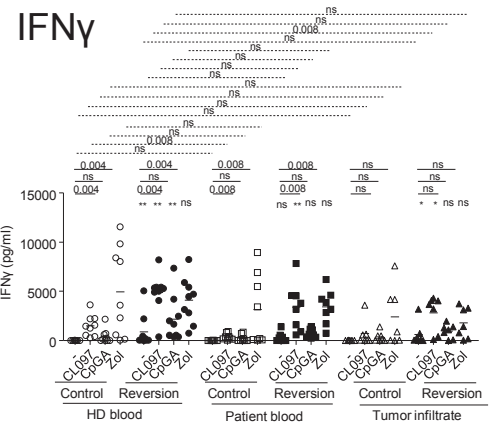 IFNγ
ns
ns
0.008
ns
ns
ns
ns
ns
ns
ns
ns
ns
ns
0.008
ns
0.004 0.004 0.008 0.008 ns ns
ns ns ns ns ns ns
0.004 0.004 0.008 0.008 ns ns
** ** ** ns ns ** ns ns * * ns ns
IFNγ (pg/ml)
15000
10000
5000
0
- CL097 CpGA Zol - CL097 CpGA Zol - CL097 CpGA Zol - CL097 CpGA Zol - CL097 CpGA Zol - CL097 CpGA Zol
Control Reversion Control Reversion Control Reversion
HD blood Patient blood Tumor infiltrate